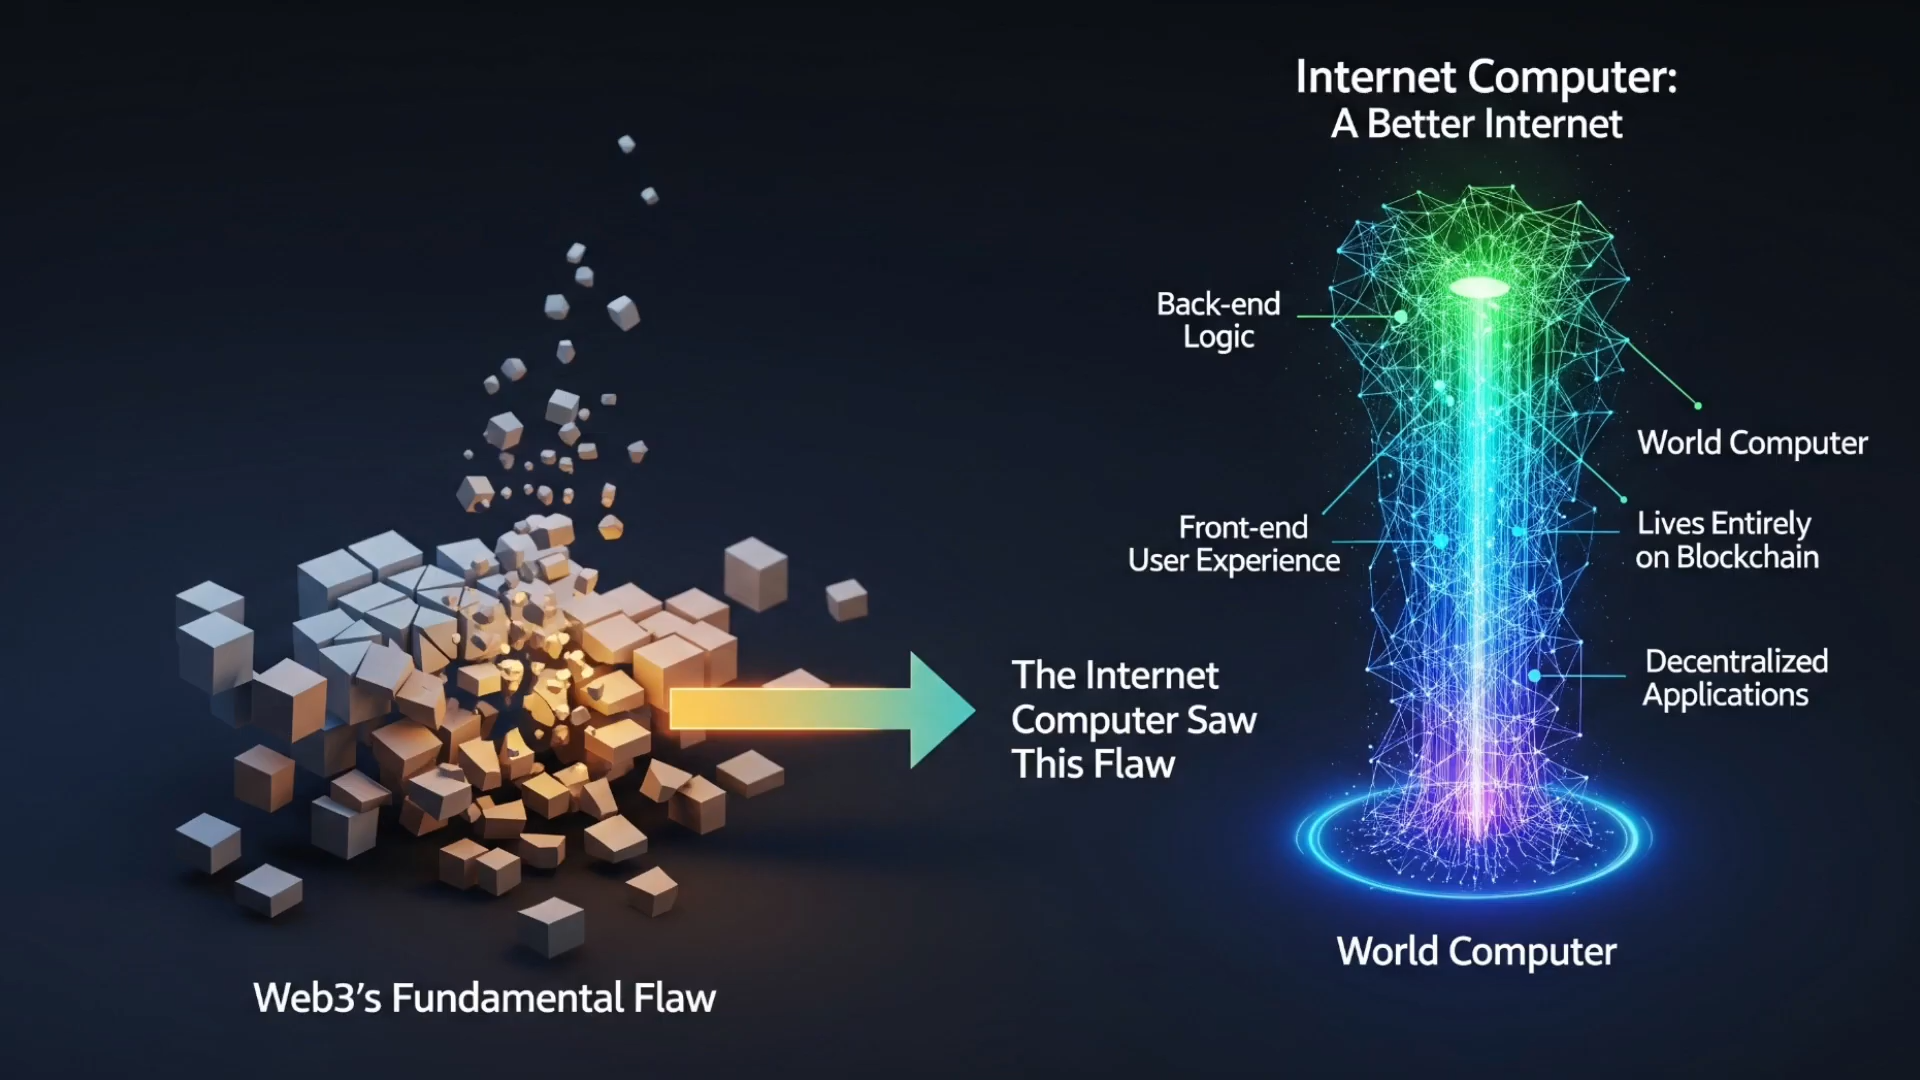 Internet Computer:
A Better Internet
Back-end
Logic
World Computer
Front-end
User Experience
Lives Entirely
on Blockchain
Decentralized
Applications
The Internet
Computer Saw
This Flaw
World Computer
Web3's Fundamental Flaw